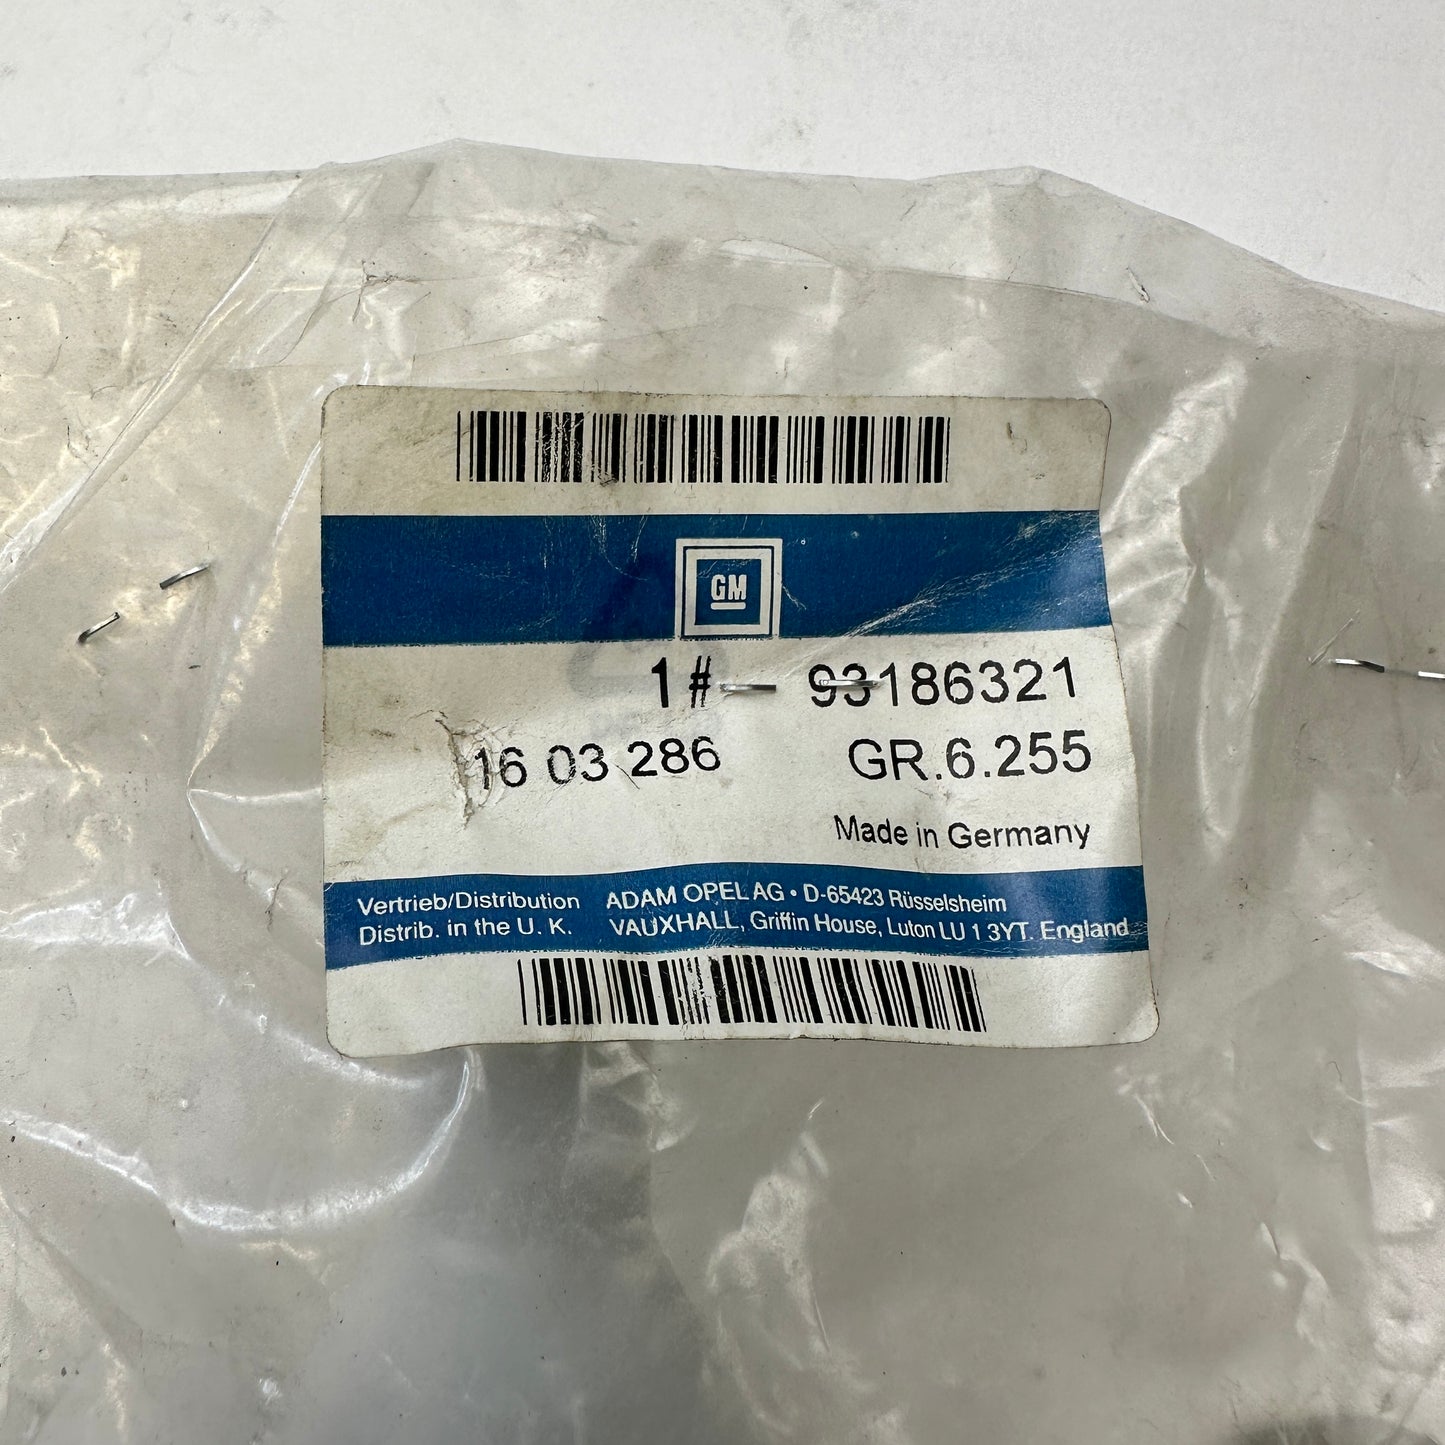 GM
1# 93186321
16 03 286 GR.6.255
Made in Germany
Vertrieb/Distribution ADAM OPEL AG • D-65423 Rüsselsheim
Distrib. in the U. K. VAUXHALL, Griffin House, Luton LU 1 3YT. England